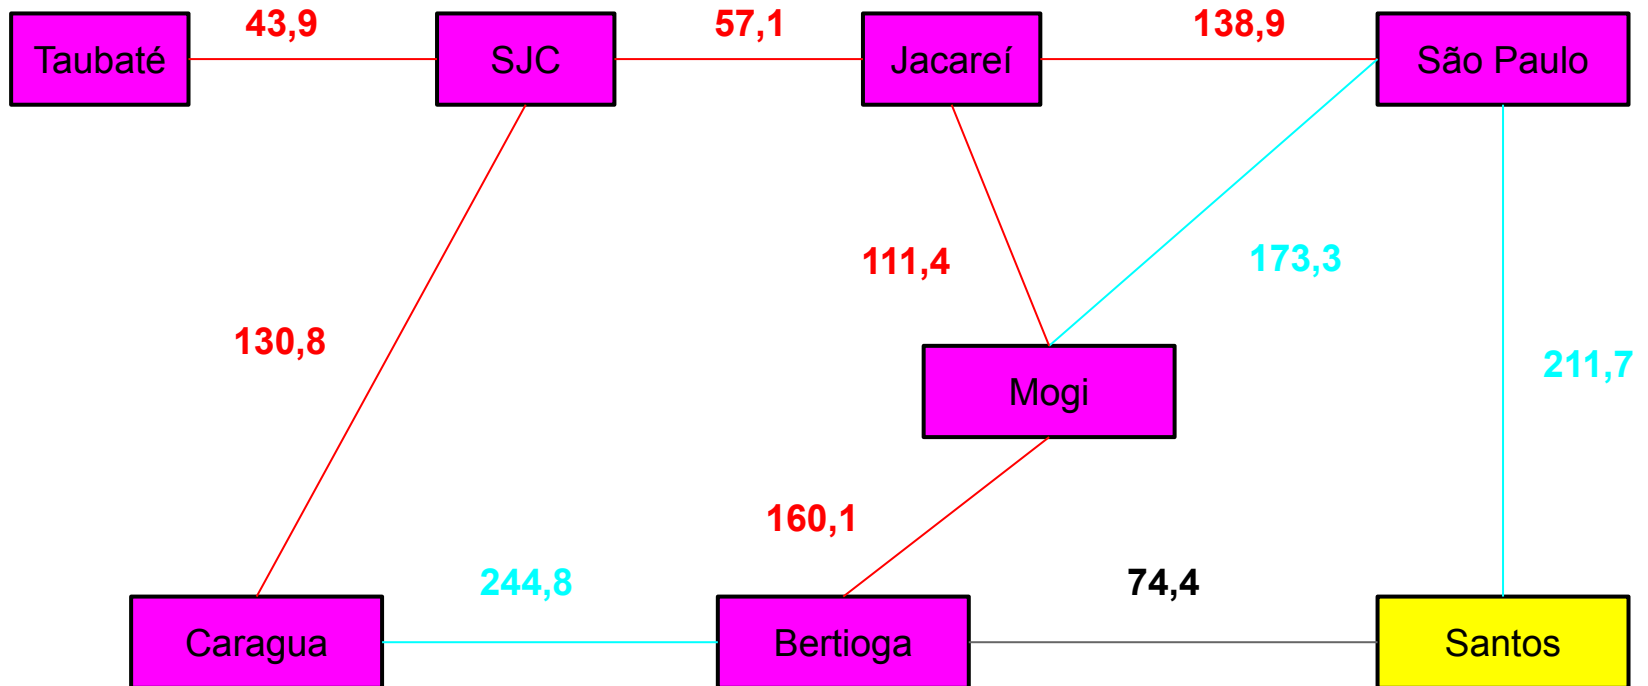 43,9
57,1
138,9
Taubaté
SJC
Jacareí
São Paulo
111,4
173,3
130,8
211,7
Mogi
160,1
244,8
74,4
Caragua
Bertioga
Santos